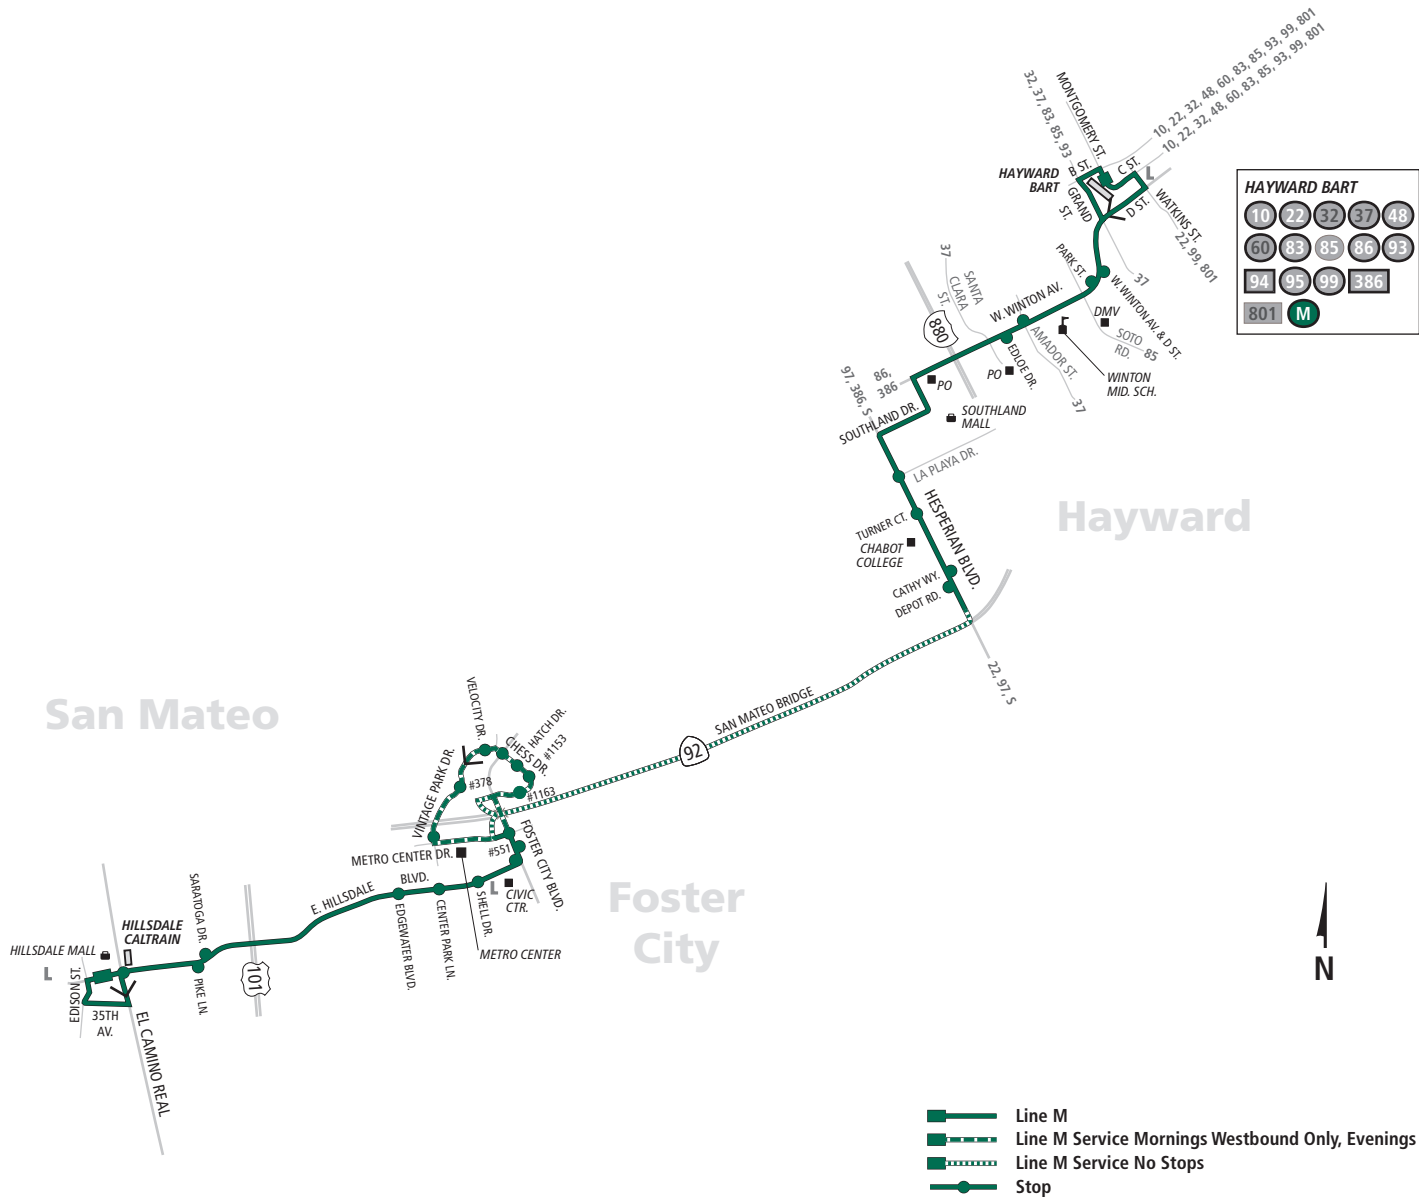 10, 22, 32, 48, 60, 83, 85, 93, 99, 801
10, 22, 32, 48, 60, 83, 85, 93, 99, 801
32, 37, 83, 85, 93
MONTGOMERY ST.
B ST.
C ST.
L
HAYWARD
BART
GRAND
ST.
D ST.
WATKINS ST.
22, 99, 801
HAYWARD BART
10 22 32 37 48
60 83 85 86 93
94 95 99 386
801 M
37
SANTA
CLARA
ST.
PARK ST.
37
W. WINTON AV.
W. WINTON AV. & D ST.
DMV
SOTO
RD.
85
880
EDLOE DR.
AMADOR ST.
37
WINTON
MID. SCH.
PO
PO
86,
386
97, 386, S
SOUTHLAND DR.
SOUTHLAND
MALL
LA PLAYA DR.
HESPERIAN BLVD.
TURNER CT.
CHABOT
COLLEGE
CATHY WY.
DEPOT RD.
Hayward
22, 97, S
San Mateo
SAN MATEO BRIDGE
92
VELOCITY DR.
HATCH DR.
CHESS DR.
#1153
VINTAGE PARK DR.
#378
#1163
METRO CENTER DR.
#551
FOSTER CITY BLVD.
E. HILLSDALE
BLVD.
L
CIVIC
CTR.
SHELL DR.
CENTER PARK LN.
EDGEWATER BLVD.
METRO CENTER
Foster
City
SARATOGA DR.
HILLSDALE
CALTRAIN
HILLSDALE MALL
L
EDISON ST.
35TH
AV.
PIKE LN.
101
EL CAMINO REAL
N
Line M
Line M Service Mornings Westbound Only, Evenings
Line M Service No Stops
Stop